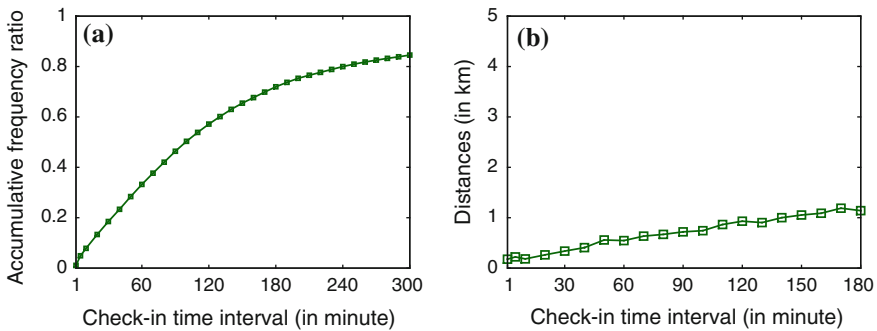 (a)
Accumulative frequency ratio
1
0.8
0.6
0.4
0.2
0
1 60 120 180 240 300
Check-in time interval (in minute)
(b)
Distances (in km)
5
4
3
2
1
0
1 30 60 90 120 150 180
Check-in time interval (in minute)